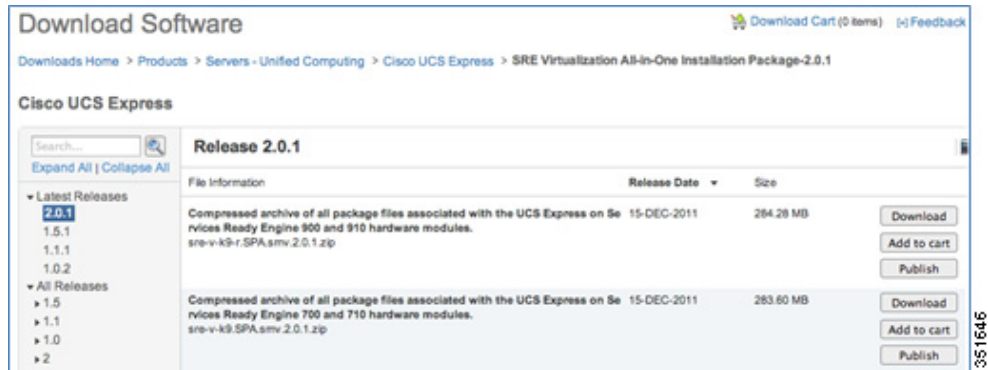 Download Software
Download Cart (0 items) [+] Feedback
Downloads Home > Products > Servers - Unified Computing > Cisco UCS Express > SRE Virtualization All-in-One Installation Package-2.0.1
Cisco UCS Express
Search...
Expand All | Collapse All
Latest Releases
2.0.1
1.5.1
1.1.1
1.0.2
All Releases
1.5
1.1
1.0
2
Release 2.0.1
File Information Release Date Size
Compressed archive of all package files associated with the UCS Express on Se 15-DEC-2011 284.28 MB
rvices Ready Engine 900 and 910 hardware modules.
sre-v-k9-r.SPA.smv.2.0.1.zip
Download
Add to cart
Publish
Compressed archive of all package files associated with the UCS Express on Se 15-DEC-2011 283.60 MB
rvices Ready Engine 700 and 710 hardware modules.
sre-v-k9.SPA.smv.2.0.1.zip
Download
Add to cart
Publish
351646